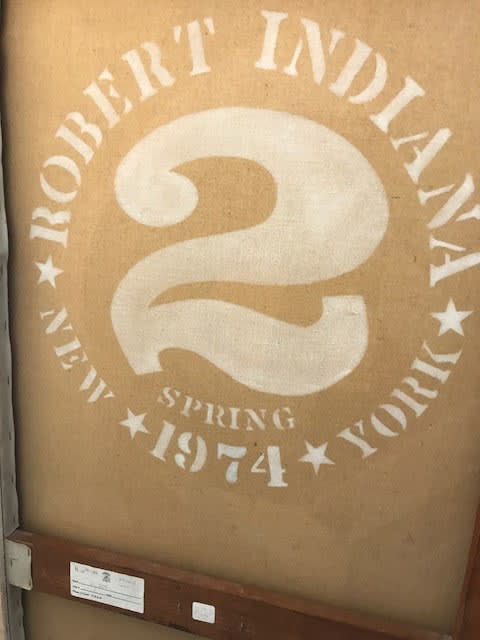 ROBERT INDIANA
2
SPRING
NEW ★ 1974 ★ YORK